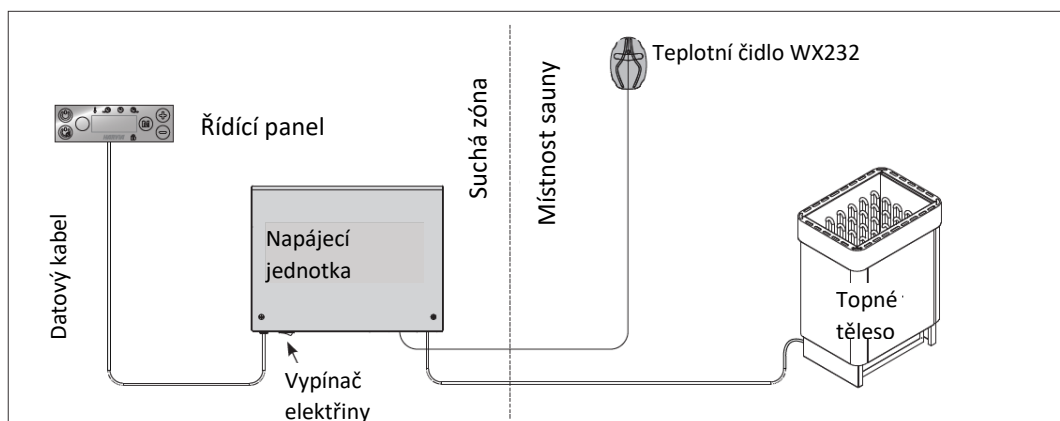 Teplotní čidlo WX232
Řídící panel
Suchá zóna
Místnost sauny
Datový kabel
Napájecí
jednotka
Vypínač
elektřiny
Topné
těleso